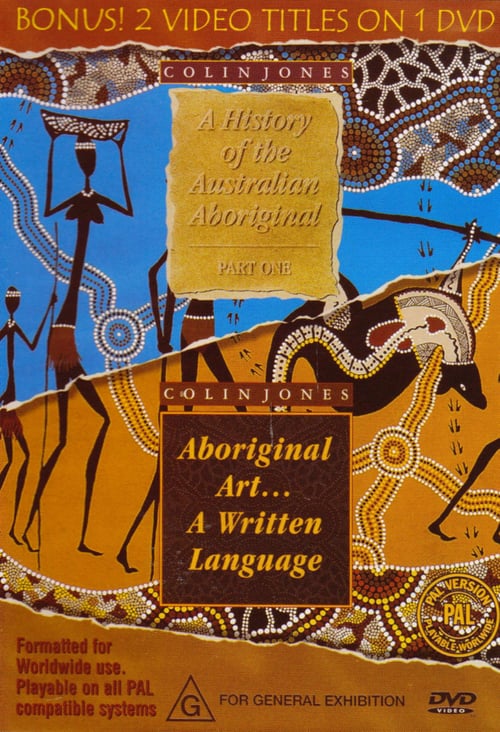 BONUS! 2 VIDEO TITLES ON 1 DVD
COLIN JONES
A History
of the
Australian
Aboriginal
PART ONE
COLIN JONES
Aboriginal
Art...
A Written
Language
PAL VERSION
PAL
PLAYABLE WORLDWIDE
Formatted for
Worldwide use.
Playable on all PAL
compatible systems
G
FOR GENERAL EXHIBITION
DVD
VIDEO